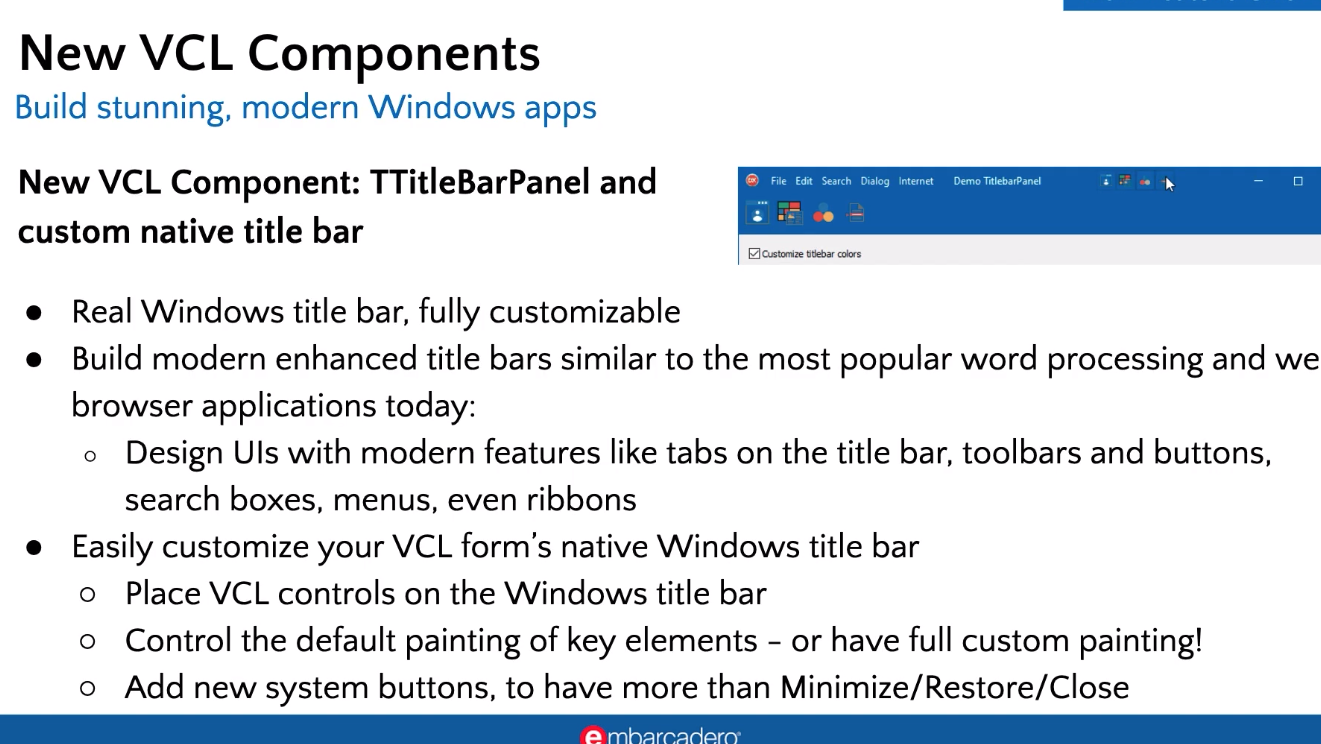 New VCL Components
Build stunning, modern Windows apps
New VCL Component: TTitleBarPanel and
custom native title bar
DX File Edit Search Dialog Internet Demo TitlebarPanel
Customize titlebar colors
● Real Windows title bar, fully customizable
● Build modern enhanced title bars similar to the most popular word processing and we
browser applications today:
○ Design UIs with modern features like tabs on the title bar, toolbars and buttons,
search boxes, menus, even ribbons
● Easily customize your VCL form’s native Windows title bar
○ Place VCL controls on the Windows title bar
○ Control the default painting of key elements - or have full custom painting!
○ Add new system buttons, to have more than Minimize/Restore/Close
embarcadero